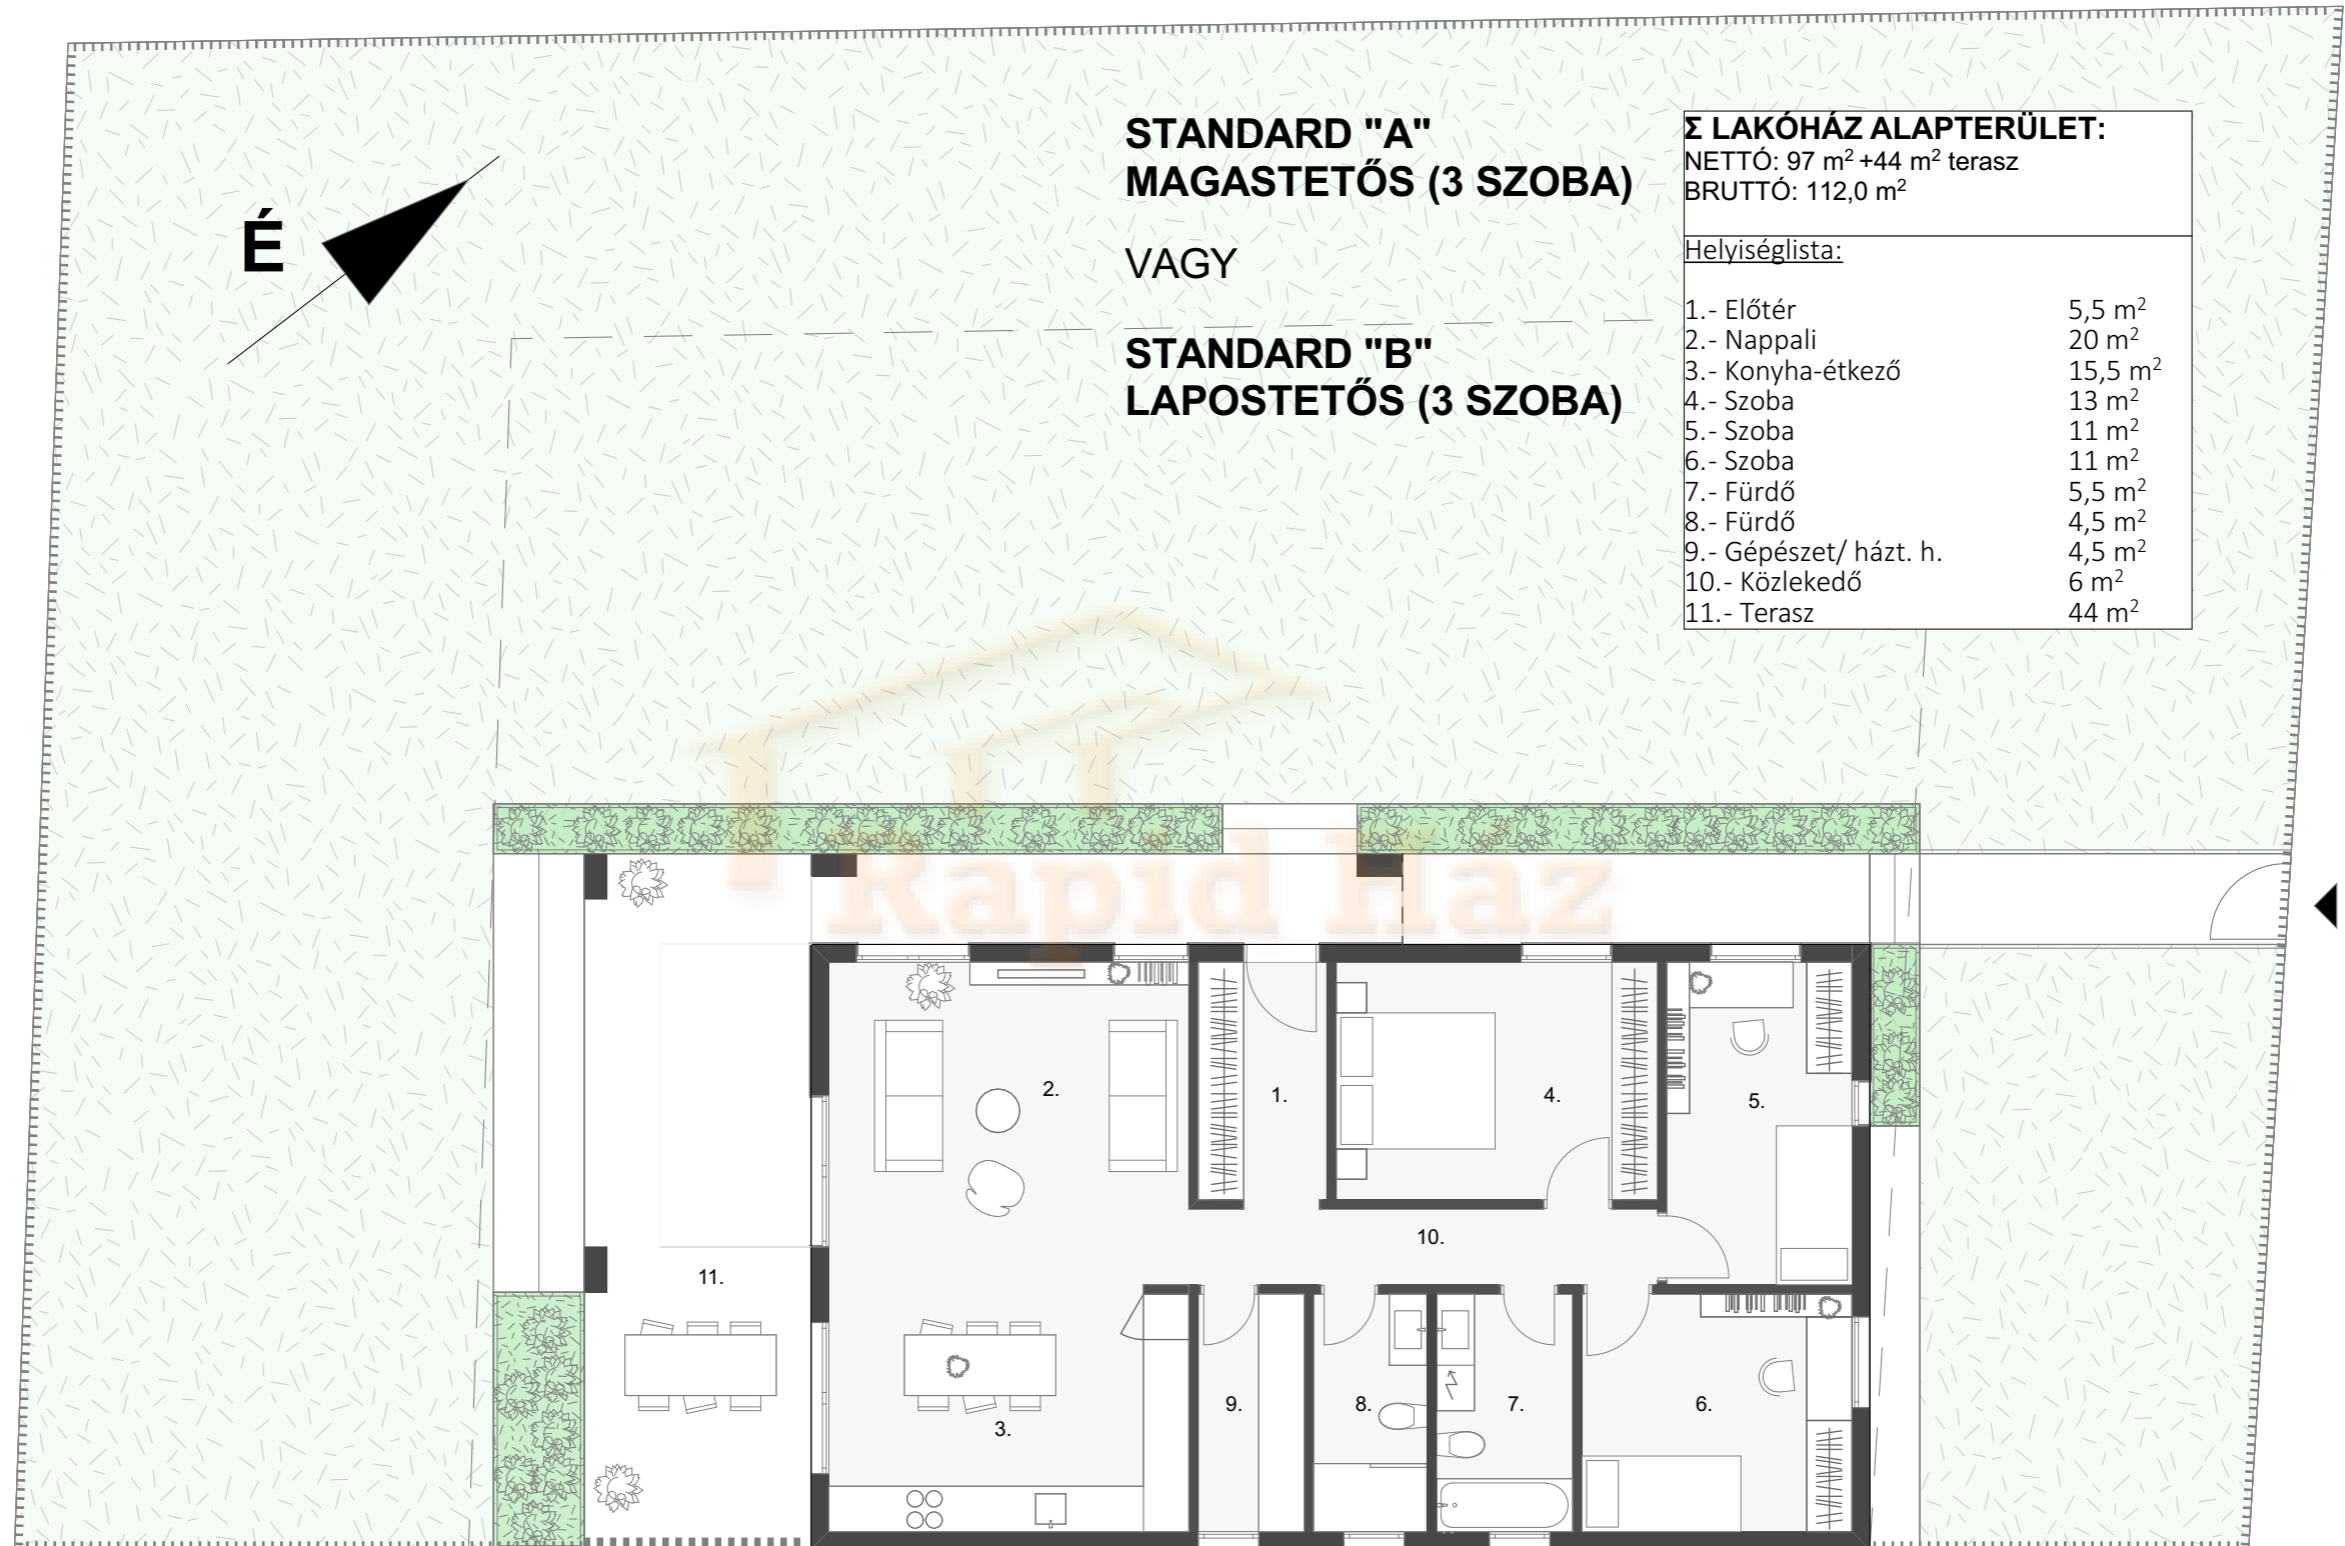 STANDARD "A"
MAGASTETŐS (3 SZOBA)
VAGY
STANDARD "B"
LAPOSTETŐS (3 SZOBA)
Σ LAKÓHÁZ ALAPTERÜLET:
NETTÓ: 97 m² +44 m² terasz
BRUTTÓ: 112,0 m²
Helyiséglista:
1.- Előtér 5,5 m²
2.- Nappali 20 m²
3.- Konyha-étkező 15,5 m²
4.- Szoba 13 m²
5.- Szoba 11 m²
6.- Szoba 11 m²
7.- Fürdő 5,5 m²
8.- Fürdő 4,5 m²
9.- Gépészet/ házt. h. 4,5 m²
10.- Közlekedő 6 m²
11.- Terasz 44 m²
É
Rapid Ház
2.
1.
4.
5.
10.
11.
3.
9.
8.
7.
6.